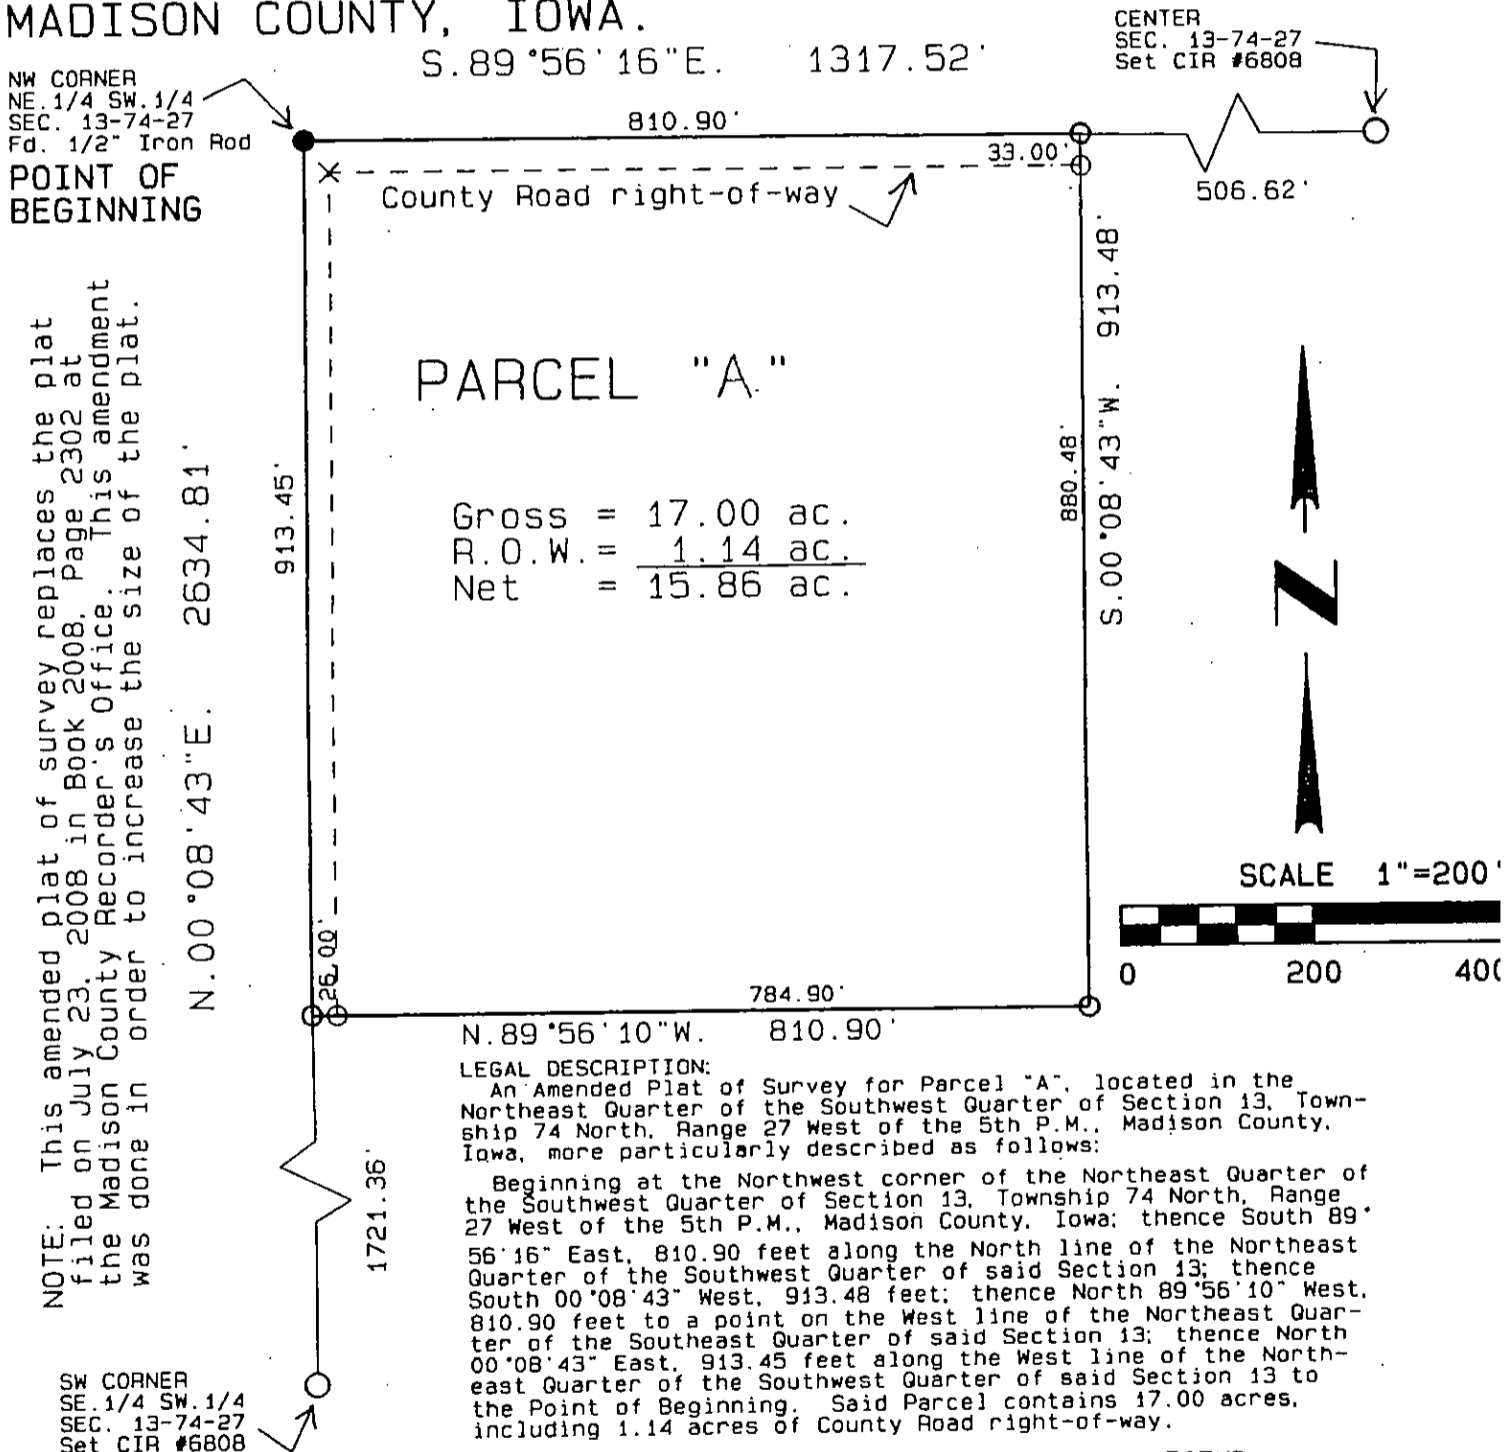 MADISON COUNTY, IOWA.
S.89°56'16"E. 1317.52'
CENTER
SEC. 13-74-27
Set CIR #6808
NW CORNER
NE.1/4 SW.1/4
SEC. 13-74-27
Fd. 1/2" Iron Rod
POINT OF
BEGINNING
810.90'
33.00'
506.62'
County Road right-of-way
PARCEL "A"
Gross = 17.00 ac.
R.O.W.= 1.14 ac.
Net = 15.86 ac.
NOTE: This amended plat of survey replaces the plat
filed on July 23, 2008 in Book 2008, Page 2302 at
the Madison County Recorder's Office. This amendment
was done in order to increase the size of the plat.
N.00°08'43"E. 2634.81'
913.45'
880.48'
S.00°08'43"W. 913.48'
N
SCALE 1"=200'
0 200
26.00'
784.90'
N.89°56'10"W. 810.90'
1721.36'
LEGAL DESCRIPTION:
An Amended Plat of Survey for Parcel "A", located in the
Northeast Quarter of the Southwest Quarter of Section 13, Town-
ship 74 North, Range 27 West of the 5th P.M., Madison County,
Iowa, more particularly described as follows:
Beginning at the Northwest corner of the Northeast Quarter of
the Southwest Quarter of Section 13, Township 74 North, Range
27 West of the 5th P.M., Madison County, Iowa; thence South 89°
56'16" East, 810.90 feet along the North line of the Northeast
Quarter of the Southwest Quarter of said Section 13; thence
South 00°08'43" West, 913.48 feet; thence North 89°56'10" West,
810.90 feet to a point on the West line of the Northeast Quar-
ter of the Southeast Quarter of said Section 13; thence North
00°08'43" East, 913.45 feet along the West line of the North-
east Quarter of the Southwest Quarter of said Section 13 to
the Point of Beginning. Said Parcel contains 17.00 acres,
including 1.14 acres of County Road right-of-way.
SW CORNER
SE.1/4 SW.1/4
SEC. 13-74-27
Set CIR #6808